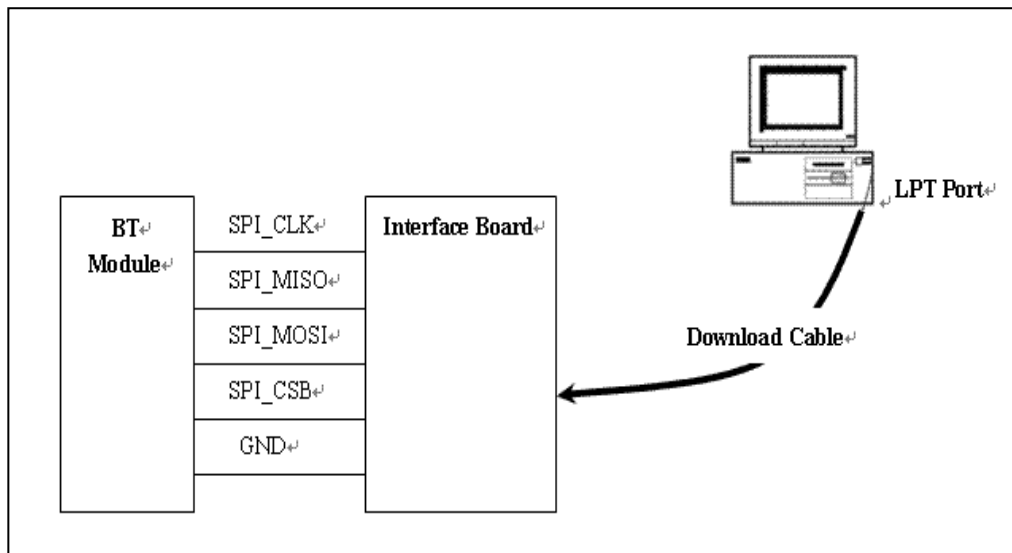 BT↵
Module↵
SPI_CLK↵
SPI_MISO↵
SPI_MOSI↵
SPI_CSB↵
GND↵
Interface Board↵
↵ LPT Port↵
Download Cable↵